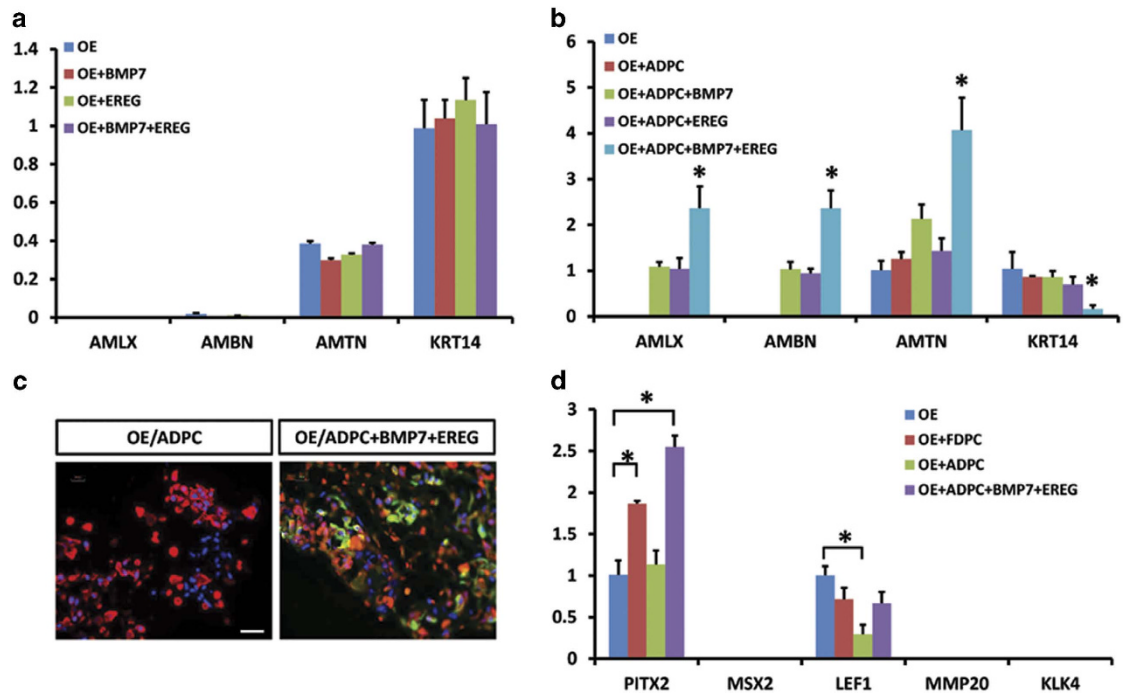 a
1.4
1.2
1
0.8
0.6
0.4
0.2
0
OE
OE+BMP7
OE+EREG
OE+BMP7+EREG
AMLX AMBN AMTN KRT14
b
6
5
4
3
2
1
0
OE
OE+ADPC
OE+ADPC+BMP7
OE+ADPC+EREG
OE+ADPC+BMP7+EREG
* * * *
AMLX AMBN AMTN KRT14
c
OE/ADPC OE/ADPC+BMP7+EREG
d
3
2.5
2
1.5
1
0.5
0
OE
OE+FDPC
OE+ADPC
OE+ADPC+BMP7+EREG
*
*
*
PITX2 MSX2 LEF1 MMP20 KLK4